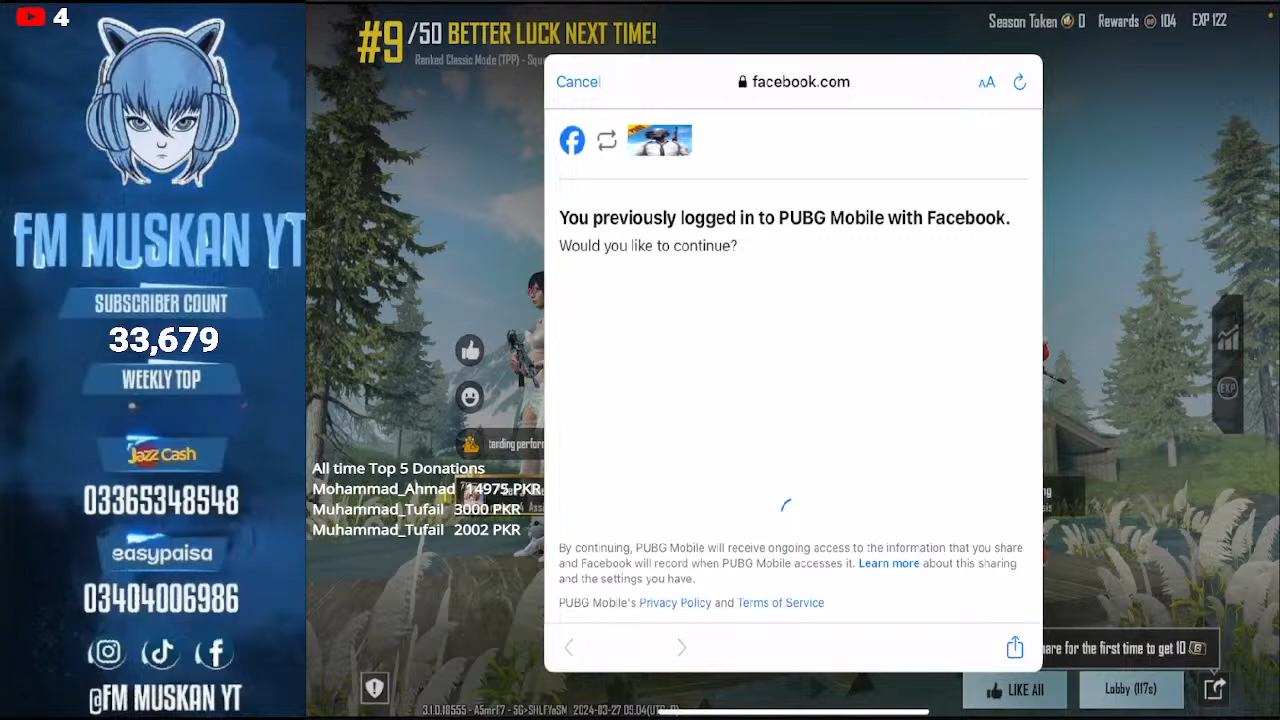 4
FM MUSKAN YT
SUBSCRIBER COUNT
33,679
WEEKLY TOP
Jazz Cash
03365348548
easypaisa
03404006986
@FM MUSKAN YT
#9 /50 BETTER LUCK NEXT TIME!
Ranked Classic Mode (TPP) -
Season Token 0 Rewards 104 EXP 122
All time Top 5 Donations
Mohammad_Ahmad 14975 PKR
Muhammad_Tufail 3000 PKR
Muhammad_Tufail 2002 PKR
Cancel
facebook.com
AA
You previously logged in to PUBG Mobile with Facebook.
Would you like to continue?
By continuing, PUBG Mobile will receive ongoing access to the information that you share
and Facebook will record when PUBG Mobile accesses it. Learn more about this sharing
and the settings you have.
PUBG Mobile's Privacy Policy and Terms of Service
EXP
for the first time to get 10
LIKE ALL
Lobby (117s)